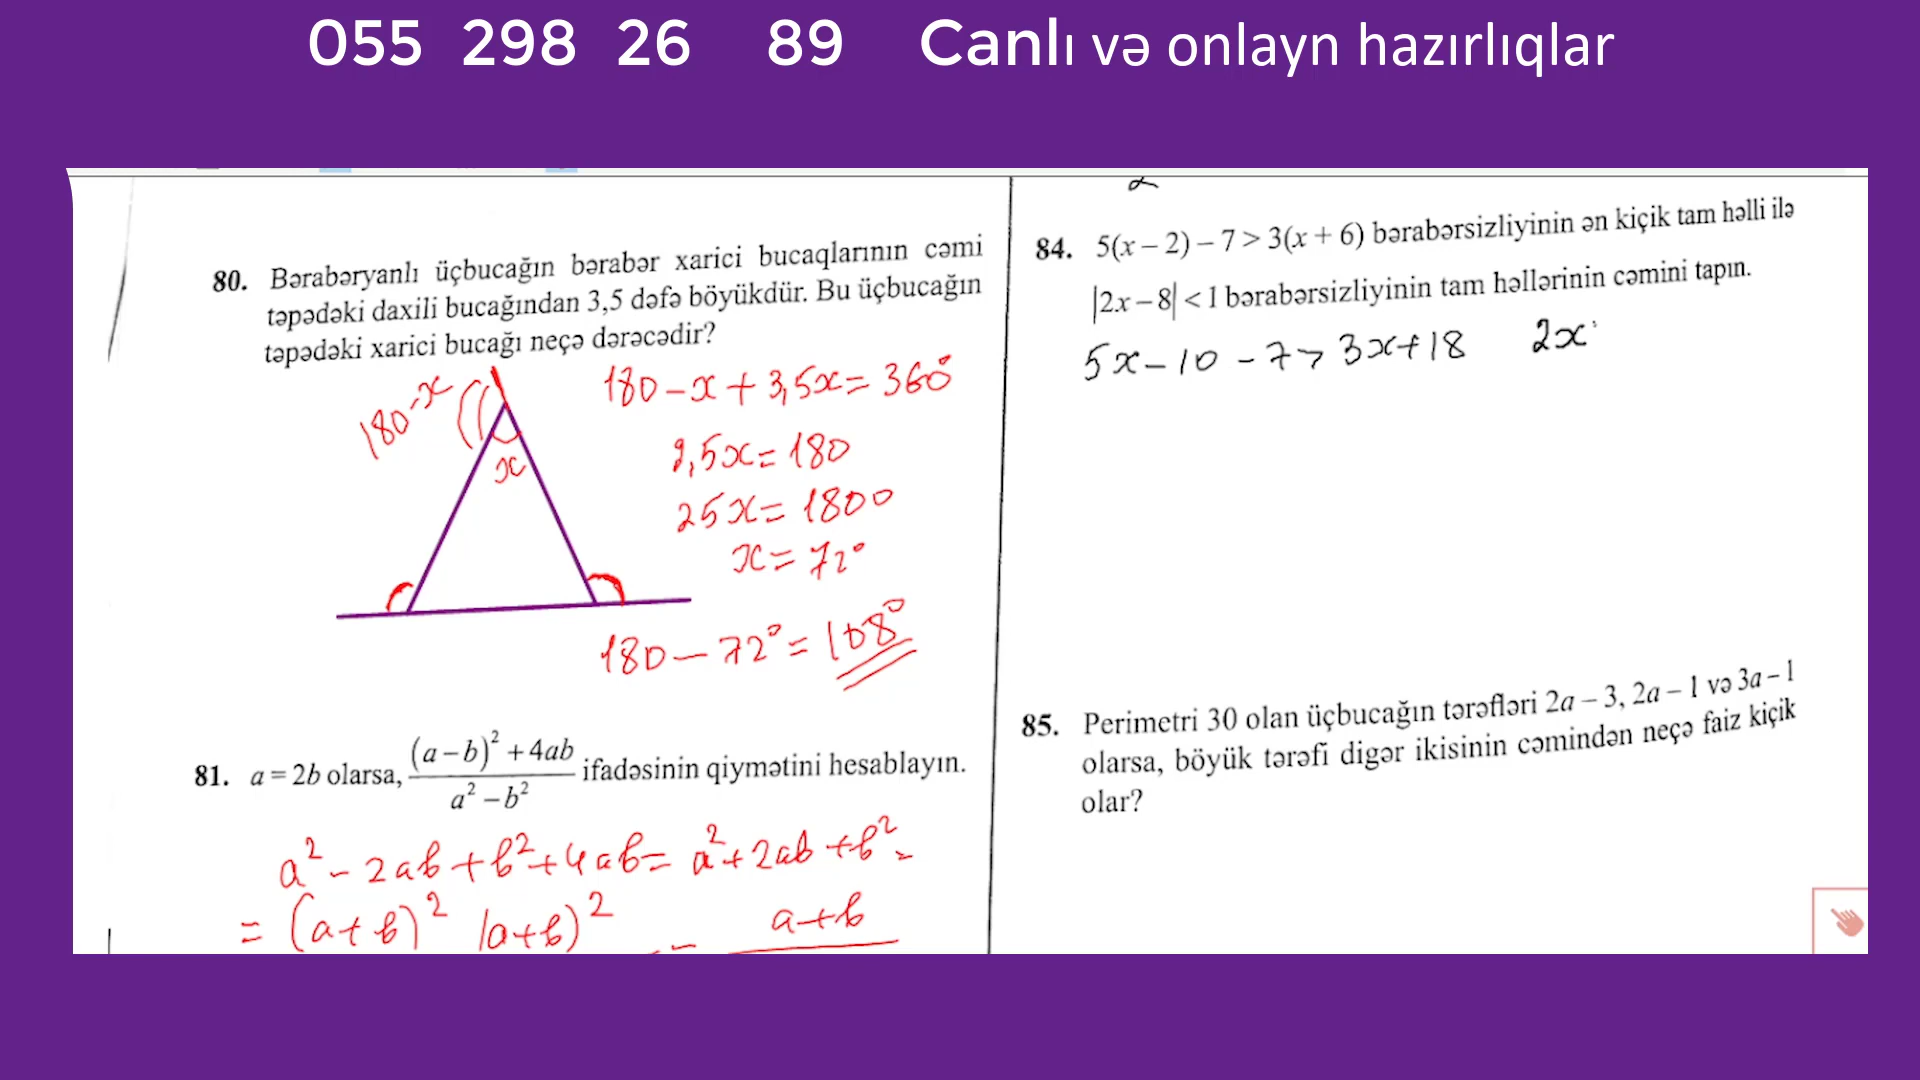 055 298 26 89 Canlı və onlayn hazırlıqlar
80. Bərabəryanlı üçbucağın bərabər xarici bucaqlarının cəmi
təpədəki daxili bucağından 3,5 dəfə böyükdür. Bu üçbucağın
təpədəki xarici bucağı neçə dərəcədir?
180-x
x
180-x+3,5x=360°
2,5x=180
25x=1800
x=72°
180-72°=108°
81. a = 2b olarsa, ((a – b)² + 4ab)/(a² – b²) ifadəsinin qiymətini hesablayın.
a²-2ab+b²+4ab=a²+2ab+b²=
=(a+b)² (a+b)² = a+b
84. 5(x – 2) – 7 > 3(x + 6) bərabərsizliyinin ən kiçik tam həlli ilə
|2x – 8| < 1 bərabərsizliyinin tam həllərinin cəmini tapın.
5x-10-7>3x+18 2x
85. Perimetri 30 olan üçbucağın tərəfləri 2a – 3, 2a – 1 və 3a – 1
olarsa, böyük tərəfi digər ikisinin cəmindən neçə faiz kiçik
olar?